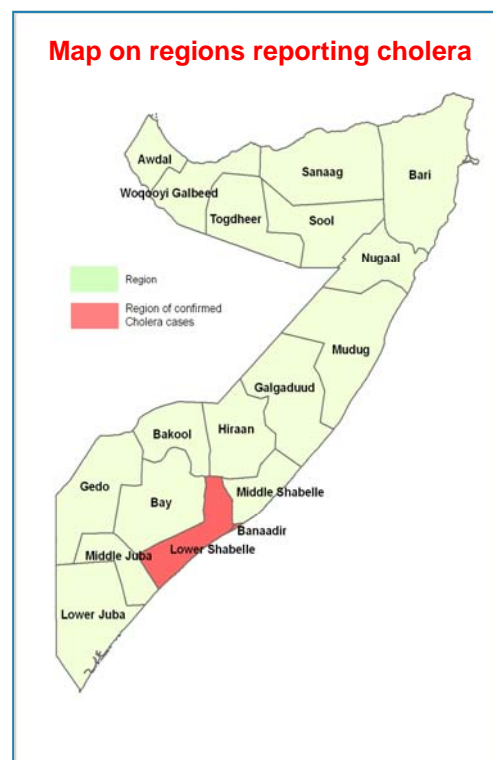 Map on regions reporting cholera
Awdal
Woqooyi Galbeed
Togdheer
Sanaag
Sool
Bari
Nugaal
Region
Region of confirmed
Cholera cases
Mudug
Galgaduud
Hiraan
Bakool
Gedo
Bay
Middle Shabelle
Banaadir
Lower Shabelle
Middle Juba
Lower Juba